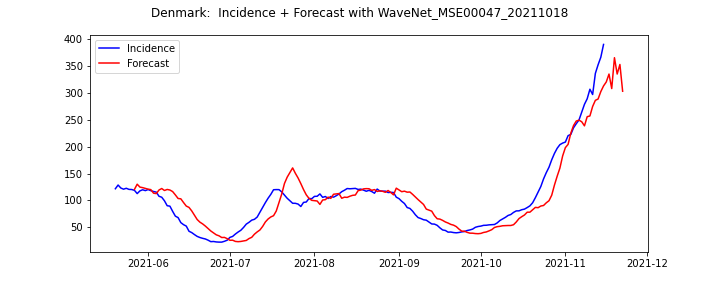 Denmark:  Incidence + Forecast with WaveNet_MSE00047_20211018
400
350
300
250
200
150
100
50
Incidence
Forecast
2021-06 2021-07 2021-08 2021-09 2021-10 2021-11 2021-12